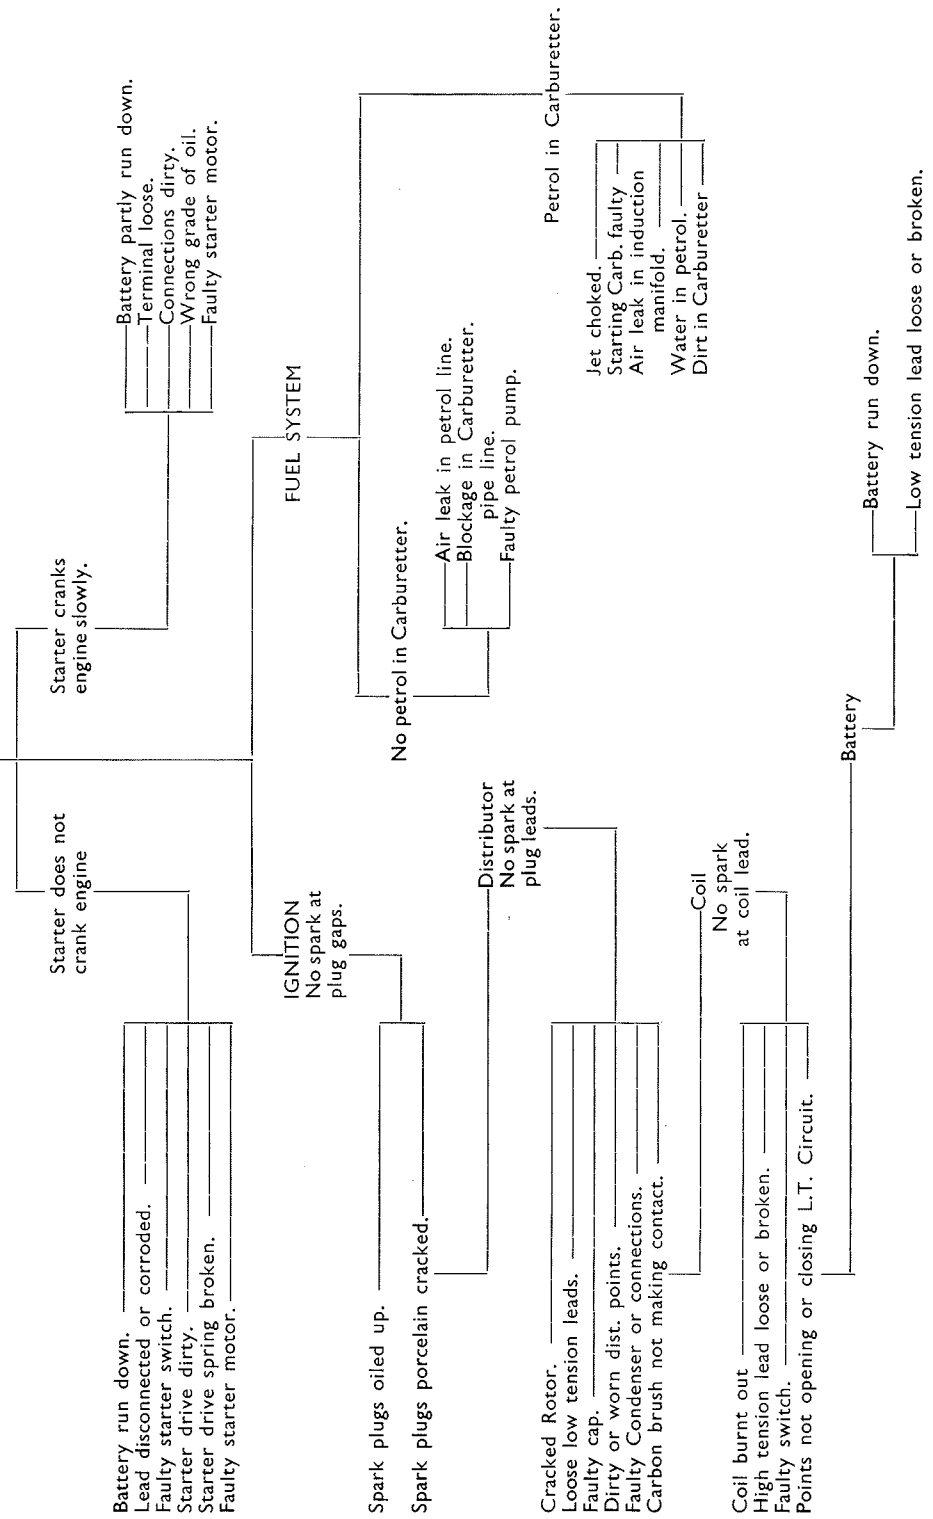 Starter does not
crank engine
Starter cranks
engine slowly.
Battery run down.
Lead disconnected or corroded.
Faulty starter switch.
Starter drive dirty.
Starter drive spring broken.
Faulty starter motor.
Battery partly run down.
Terminal loose.
Connections dirty.
Wrong grade of oil.
Faulty starter motor.
IGNITION
No spark at
plug gaps.
FUEL SYSTEM
Spark plugs oiled up.
Spark plugs porcelain cracked.
No petrol in Carburetter.
Air leak in petrol line.
Blockage in Carburetter.
pipe line.
Faulty petrol pump.
Petrol in Carburetter.
Jet choked.
Starting Carb. faulty
Air leak in induction
manifold.
Water in petrol.
Dirt in Carburetter
Distributor
No spark at
plug leads.
Cracked Rotor.
Loose low tension leads.
Faulty cap.
Dirty or worn dist. points.
Faulty Condenser or connections.
Carbon brush not making contact.
Coil
No spark
at coil lead.
Coil burnt out
High tension lead loose or broken.
Faulty switch.
Points not opening or closing L.T. Circuit.
Battery
Battery run down.
Low tension lead loose or broken.